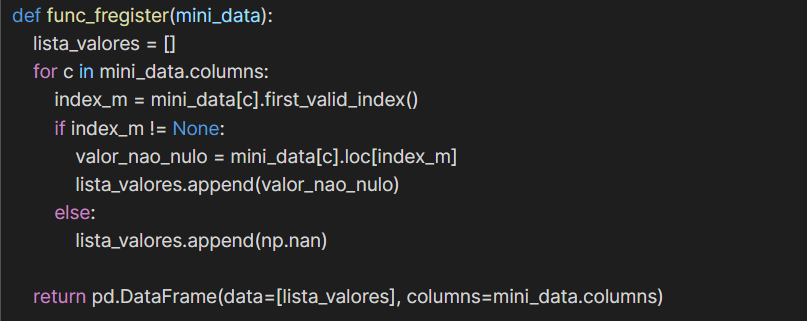 def func_fregister(mini_data):
    lista_valores = []
    for c in mini_data.columns:
        index_m = mini_data[c].first_valid_index()
        if index_m != None:
            valor_nao_nulo = mini_data[c].loc[index_m]
            lista_valores.append(valor_nao_nulo)
        else:
            lista_valores.append(np.nan)

    return pd.DataFrame(data=[lista_valores], columns=mini_data.columns)